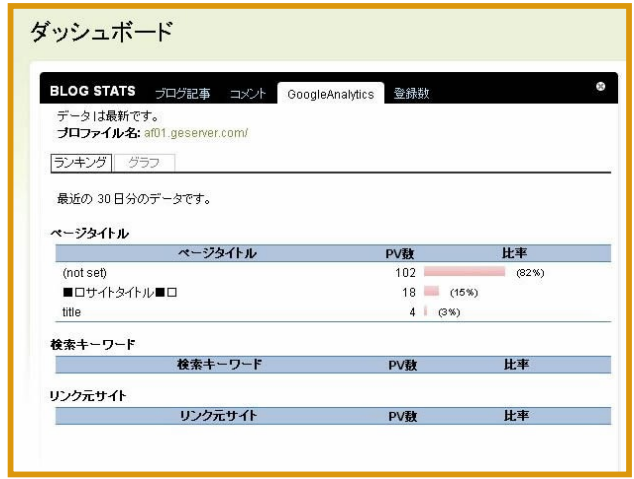 ダッシュボード
BLOG STATS ブログ記事 コメント GoogleAnalytics 登録数
データは最新です。
プロファイル名: af01.geserver.com/
ランキング グラフ
最近の 30日分のデータです。
ページタイトル
ページタイトル PV数 比率
(not set) 102 (82%)
■□サイトタイトル■□ 18 (15%)
title 4 (3%)
検索キーワード
検索キーワード PV数 比率
リンク元サイト
リンク元サイト PV数 比率